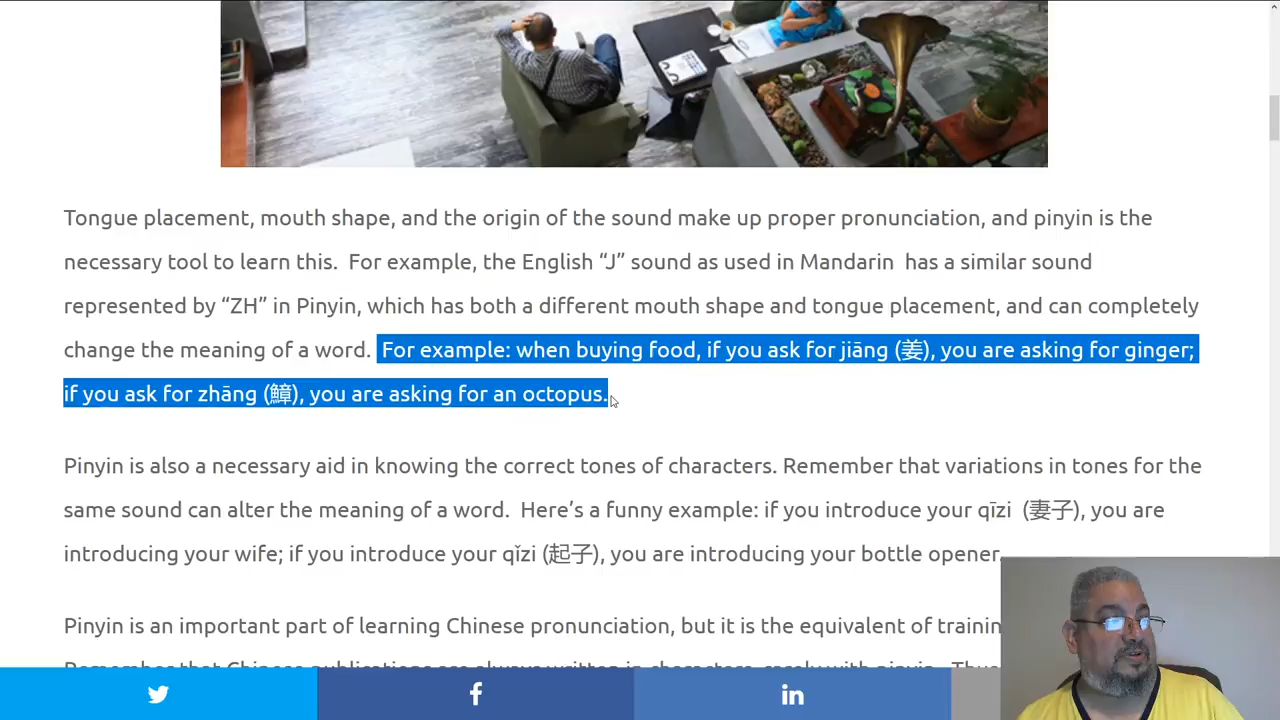 Tongue placement, mouth shape, and the origin of the sound make up proper pronunciation, and pinyin is the
necessary tool to learn this.  For example, the English “J” sound as used in Mandarin  has a similar sound
represented by “ZH” in Pinyin, which has both a different mouth shape and tongue placement, and can completely
change the meaning of a word.  For example: when buying food, if you ask for jiāng (姜), you are asking for ginger;
if you ask for zhāng (鱆), you are asking for an octopus.
Pinyin is also a necessary aid in knowing the correct tones of characters. Remember that variations in tones for the
same sound can alter the meaning of a word.  Here’s a funny example: if you introduce your qīzi  (妻子), you are
introducing your wife; if you introduce your qǐzi (起子), you are introducing your bottle opener.
Pinyin is an important part of learning Chinese pronunciation, but it is the equivalent of